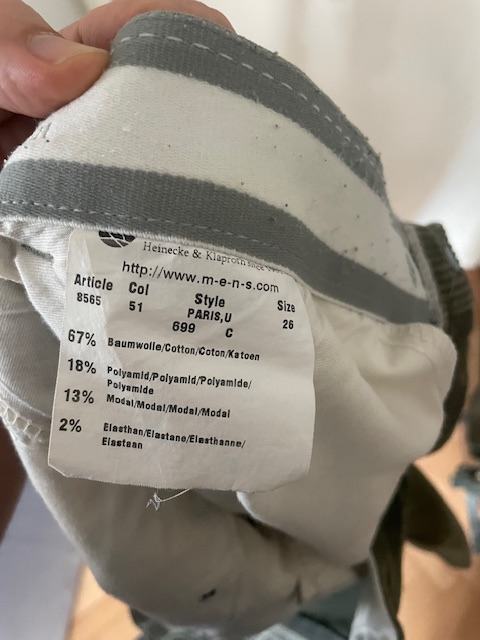 Heinecke & Klaproth since
http://www.m-e-n-s.com
Article Col Style Size
8565 51 PARIS,U 26
699 C
67% Baumwolle/Cotton/Coton/Katoen
18% Polyamid/Polyamid/Polyamide/
Polyamide
13% Modal/Modal/Modal/Modal
2% Elasthan/Elastane/Elasthanne/
Elastaan